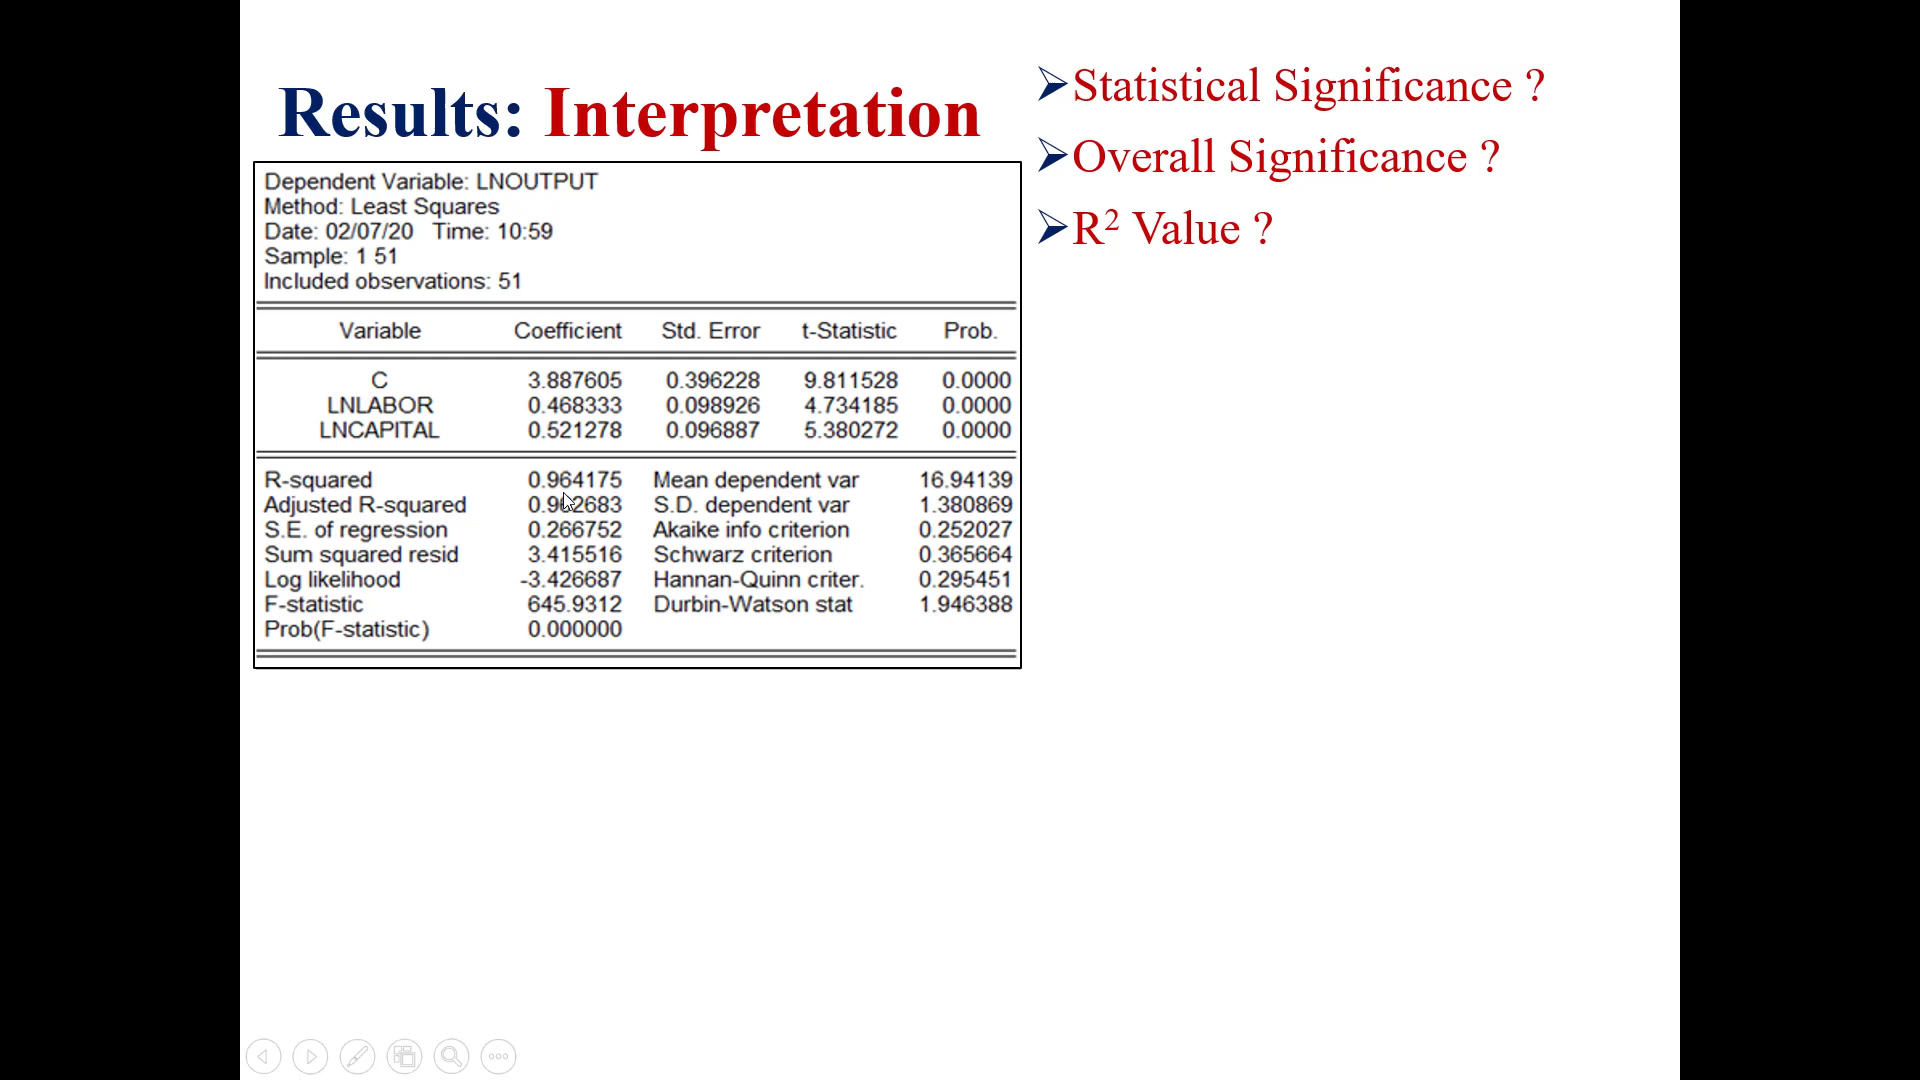 Results: Interpretation
Dependent Variable: LNOUTPUT
Method: Least Squares
Date: 02/07/20 Time: 10:59
Sample: 1 51
Included observations: 51
Variable Coefficient Std. Error t-Statistic Prob.
C 3.887605 0.396228 9.811528 0.0000
LNLABOR 0.468333 0.098926 4.734185 0.0000
LNCAPITAL 0.521278 0.096887 5.380272 0.0000
R-squared 0.964175 Mean dependent var 16.94139
Adjusted R-squared 0.962683 S.D. dependent var 1.380869
S.E. of regression 0.266752 Akaike info criterion 0.252027
Sum squared resid 3.415516 Schwarz criterion 0.365664
Log likelihood -3.426687 Hannan-Quinn criter. 0.295451
F-statistic 645.9312 Durbin-Watson stat 1.946388
Prob(F-statistic) 0.000000
➢Statistical Significance ?
➢Overall Significance ?
➢R² Value ?